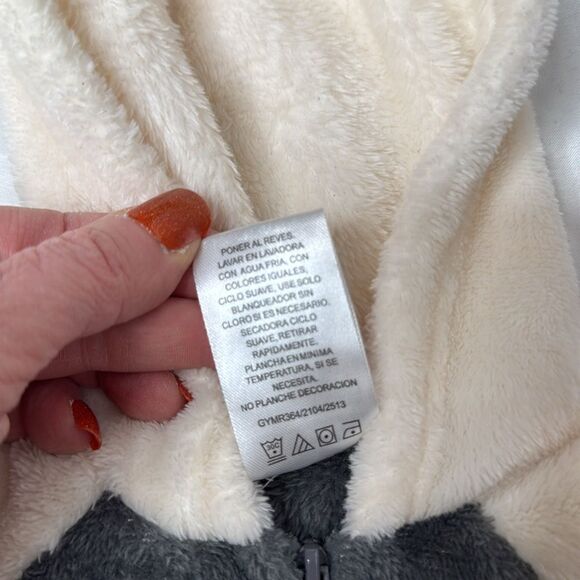 PONER AL REVES.
LAVAR EN LAVADORA
CON AGUA FRIA, CON
COLORES IGUALES,
CICLO SUAVE, USE SOLO
BLANQUEADOR SIN
CLORO SI ES NECESARIO.
SECADORA CICLO
SUAVE, RETIRAR
RAPIDAMENTE.
PLANCHA EN MINIMA
TEMPERATURA, SI SE
NECESITA.
NO PLANCHE DECORACION
GYMR364/2104/2513
30C